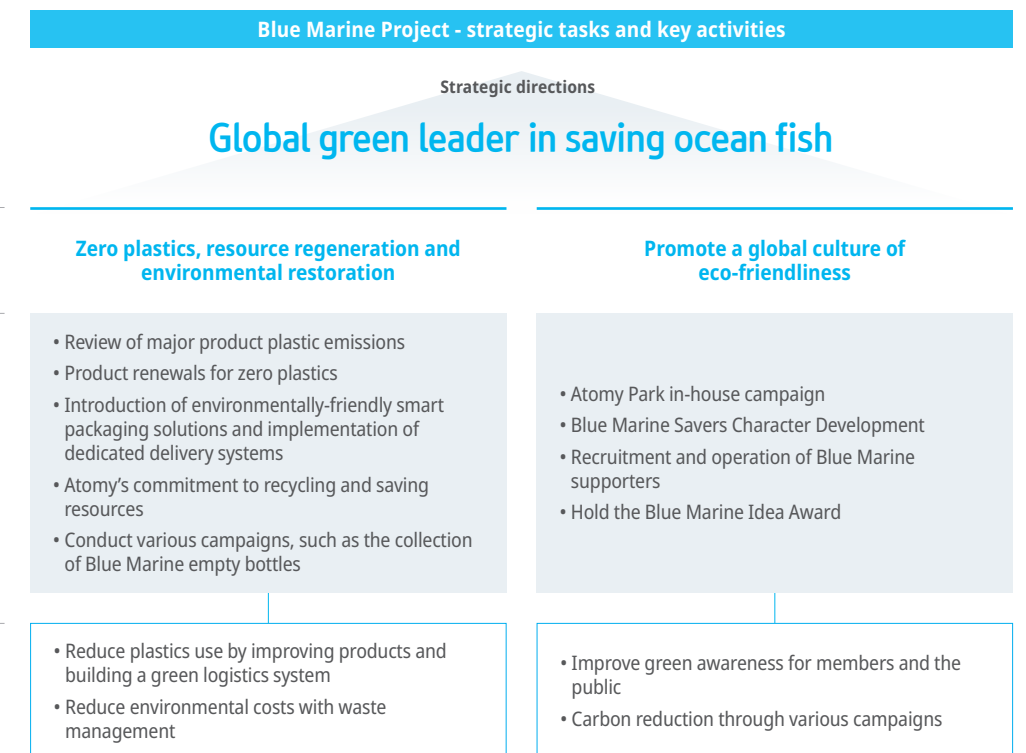 Blue Marine Project - strategic tasks and key activities
Strategic directions
Global green leader in saving ocean fish
Zero plastics, resource regeneration and
environmental restoration
• Review of major product plastic emissions
• Product renewals for zero plastics
• Introduction of environmentally-friendly smart
packaging solutions and implementation of
dedicated delivery systems
• Atomy's commitment to recycling and saving
resources
• Conduct various campaigns, such as the collection
of Blue Marine empty bottles
• Reduce plastics use by improving products and
building a green logistics system
• Reduce environmental costs with waste
management
Promote a global culture of
eco-friendliness
• Atomy Park in-house campaign
• Blue Marine Savers Character Development
• Recruitment and operation of Blue Marine
supporters
• Hold the Blue Marine Idea Award
• Improve green awareness for members and the
public
• Carbon reduction through various campaigns